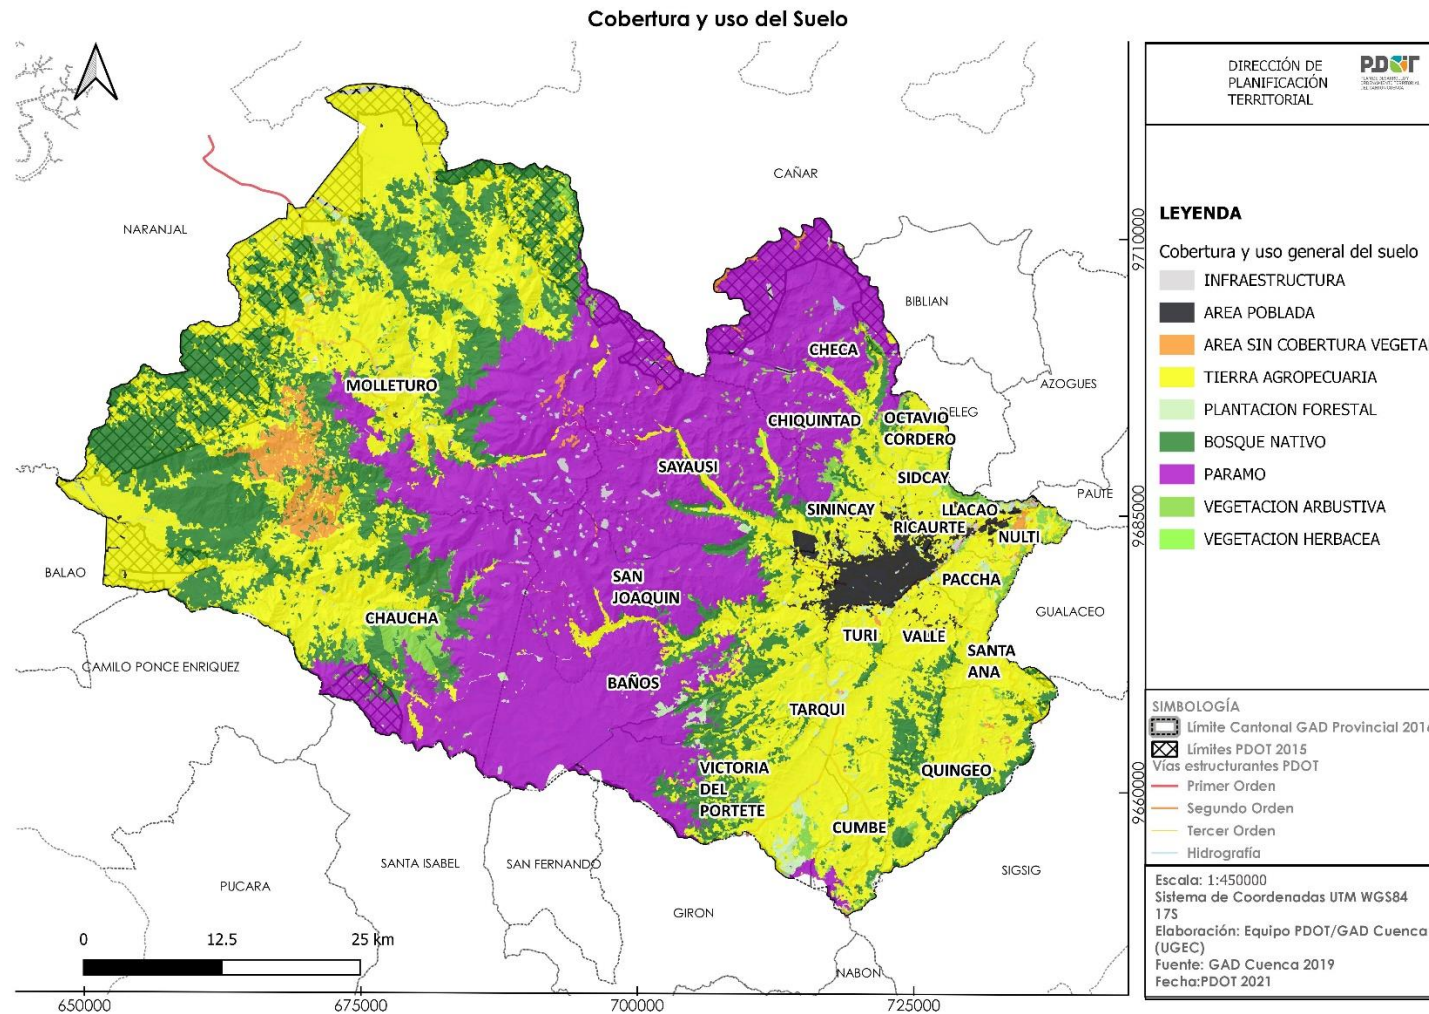 Cobertura y uso del Suelo
DIRECCIÓN DE
PLANIFICACIÓN
TERRITORIAL
PDOT
LEYENDA
Cobertura y uso general del suelo
INFRAESTRUCTURA
AREA POBLADA
AREA SIN COBERTURA VEGETA
TIERRA AGROPECUARIA
PLANTACION FORESTAL
BOSQUE NATIVO
PARAMO
VEGETACION ARBUSTIVA
VEGETACION HERBACEA
SIMBOLOGÍA
Límite Cantonal GAD Provincial 2016
Límites PDOT 2015
Vías estructurantes PDOT
Primer Orden
Segundo Orden
Tercer Orden
Hidrografía
Escala: 1:450000
Sistema de Coordenadas UTM WGS84
17S
Elaboración: Equipo PDOT/GAD Cuenca
(UGEC)
Fuente: GAD Cuenca 2019
Fecha:PDOT 2021
CAÑAR
NARANJAL
BIBLIAN
AZOGUES
DELEG
PAUTE
GUALACEO
BALAO
CAMILO PONCE ENRIQUEZ
PUCARA
SANTA ISABEL
SAN FERNANDO
GIRON
NABON
SIGSIG
CHECA
MOLLETURO
CHIQUINTAD
OCTAVIO
CORDERO
SAYAUSI
SIDCAY
SININCAY
LLACAO
RICAURTE
NULTI
SAN
JOAQUIN
PACCHA
CHAUCHA
TURI
VALLE
SANTA
ANA
BAÑOS
TARQUI
VICTORIA
DEL
PORTETE
QUINGEO
CUMBE
9710000
9685000
9660000
0
12.5
25 km
650000
675000
700000
725000